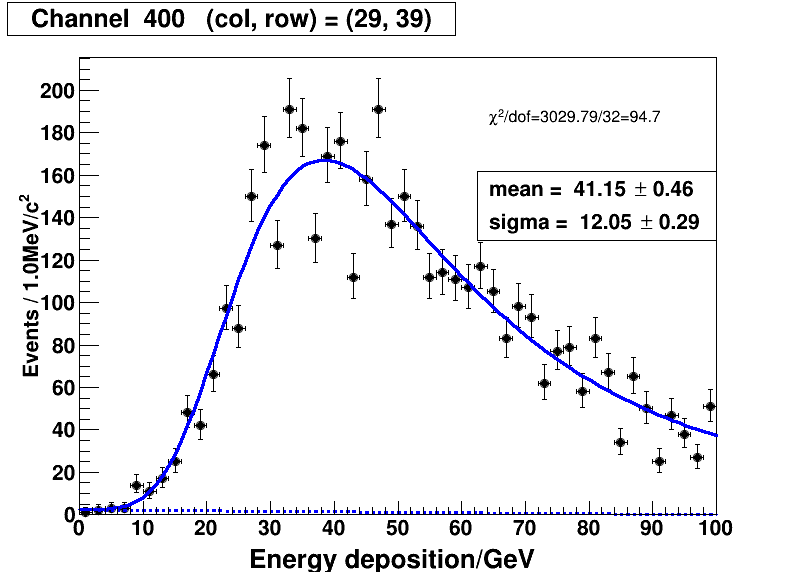 Channel  400   (col, row) = (29, 39)
χ²/dof=3029.79/32=94.7
mean =  41.15 ± 0.46
sigma =  12.05 ± 0.29
Events / 1.0MeV/c²
200
180
160
140
120
100
80
60
40
20
0
0 10 20 30 40 50 60 70 80 90 100
Energy deposition/GeV